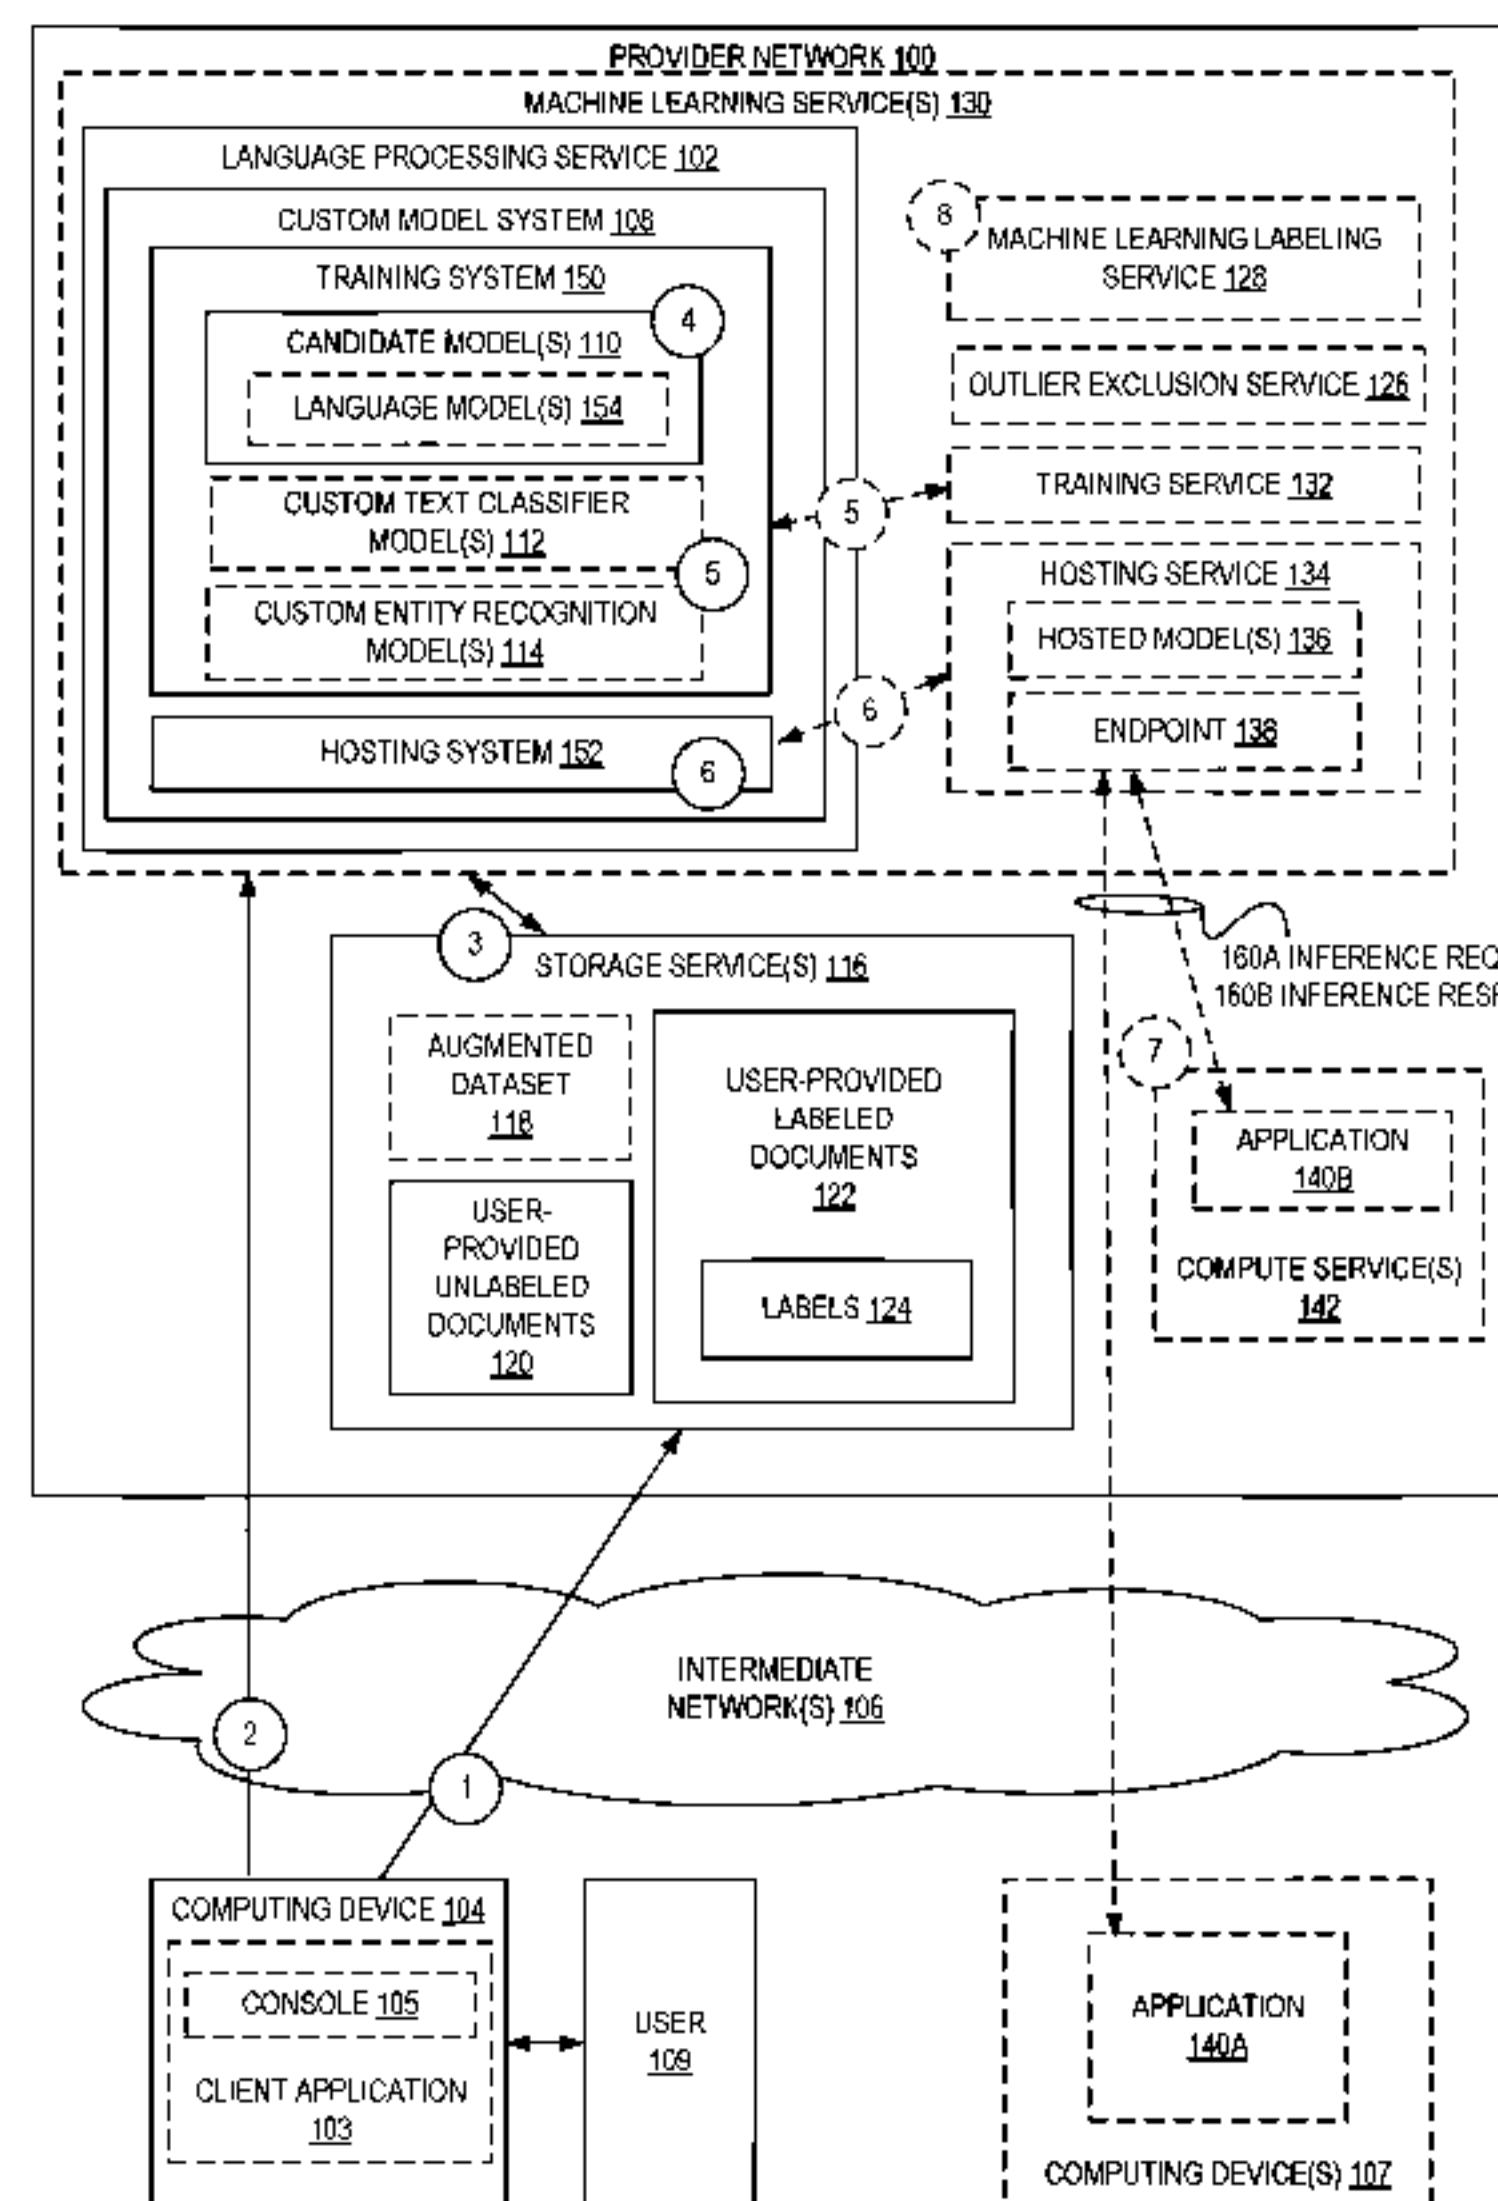 PROVIDER NETWORK 100
MACHINE LEARNING SERVICE(S) 130
LANGUAGE PROCESSING SERVICE 102
CUSTOM MODEL SYSTEM 108
TRAINING SYSTEM 150
4
CANDIDATE MODEL(S) 110
LANGUAGE MODEL(S) 154
CUSTOM TEXT CLASSIFIER
MODEL(S) 112
5
CUSTOM ENTITY RECOGNITION
MODEL(S) 114
HOSTING SYSTEM 152
6
8
MACHINE LEARNING LABELING
SERVICE 128
OUTLIER EXCLUSION SERVICE 126
5
TRAINING SERVICE 132
HOSTING SERVICE 134
HOSTED MODEL(S) 136
6
ENDPOINT 138
3
STORAGE SERVICE(S) 116
160A INFERENCE REQ
160B INFERENCE RESP
AUGMENTED
DATASET
118
USER-
PROVIDED
UNLABELED
DOCUMENTS
120
USER-PROVIDED
LABELED
DOCUMENTS
122
LABELS 124
7
APPLICATION
140B
COMPUTE SERVICE(S)
142
INTERMEDIATE
NETWORK(S) 106
2
1
COMPUTING DEVICE 104
CONSOLE 105
CLIENT APPLICATION
103
USER
109
APPLICATION
140A
COMPUTING DEVICE(S) 107